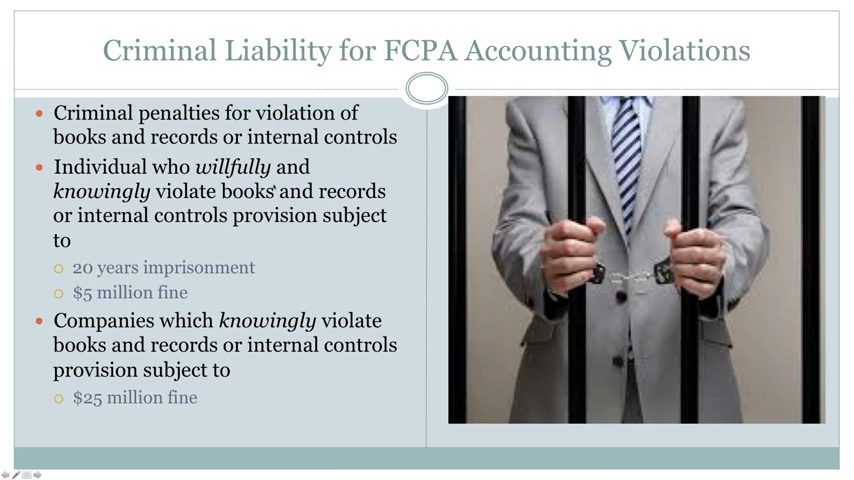 Criminal Liability for FCPA Accounting Violations
Criminal penalties for violation of
books and records or internal controls
Individual who willfully and
knowingly violate books and records
or internal controls provision subject
to
20 years imprisonment
$5 million fine
Companies which knowingly violate
books and records or internal controls
provision subject to
$25 million fine